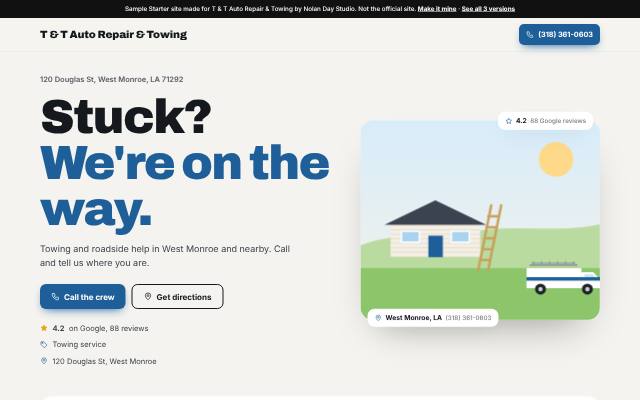 Sample Starter site made for T & T Auto Repair & Towing by Nolan Day Studio. Not the official site. Make it mine · See all 3 versions
T & T Auto Repair & Towing
(318) 361-0603
120 Douglas St, West Monroe, LA 71292
Stuck?
We're on the
way.
Towing and roadside help in West Monroe and nearby. Call
and tell us where you are.
Call the crew
Get directions
4.2 on Google, 88 reviews
Towing service
120 Douglas St, West Monroe
4.2 88 Google reviews
West Monroe, LA (318) 361-0603